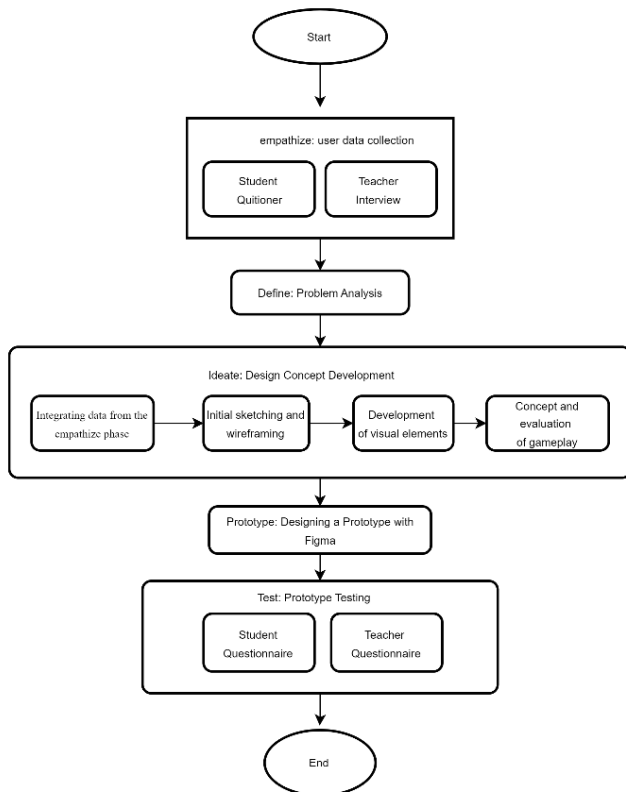 Start
empathize: user data collection
Student
Quitioner
Teacher
Interview
Define: Problem Analysis
Ideate: Design Concept Development
Integrating data from the
empathize phase
Initial sketching and
wireframing
Development
of visual elements
Concept and
evaluation
of gameplay
Prototype: Designing a Prototype with
Figma
Test: Prototype Testing
Student
Questionnaire
Teacher
Questionnaire
End